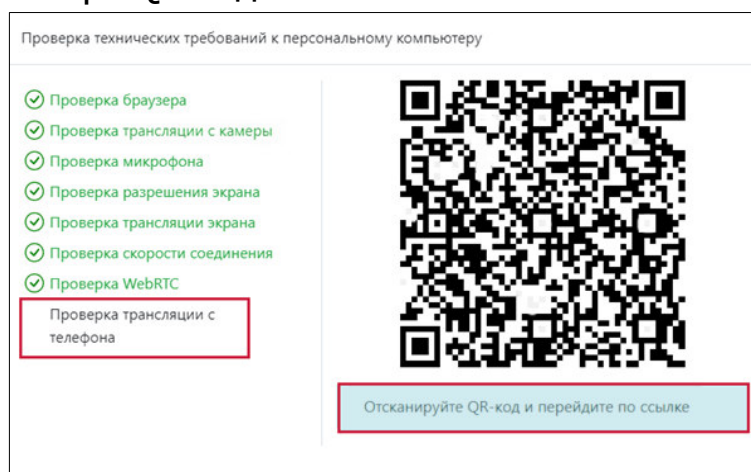 Проверка технических требований к персональному компьютеру
Проверка браузера
Проверка трансляции с камеры
Проверка микрофона
Проверка разрешения экрана
Проверка трансляции экрана
Проверка скорости соединения
Проверка WebRTC
Проверка трансляции с
телефона
Отсканируйте QR-код и перейдите по ссылке